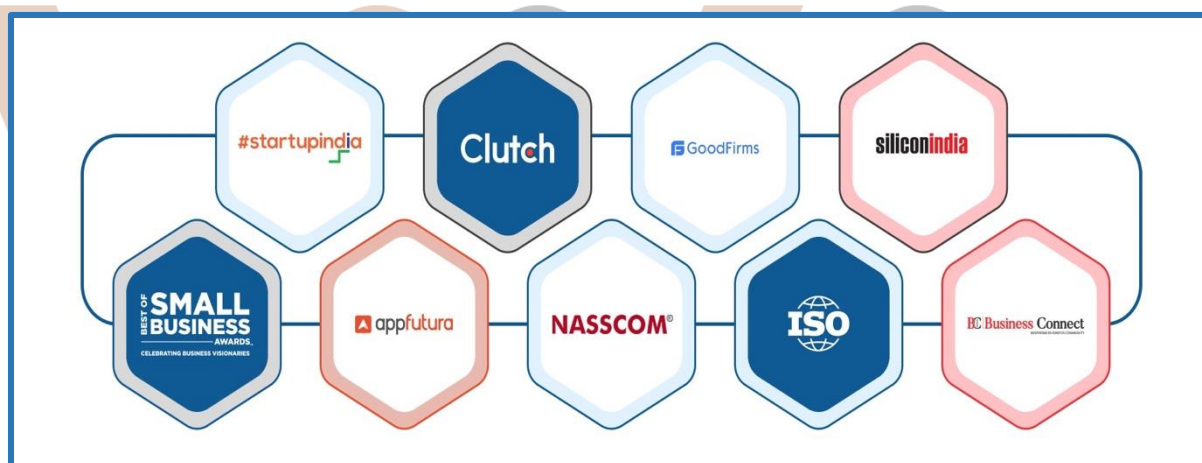 #startupindia
Clutch
GoodFirms
siliconindia
BEST OF
SMALL
BUSINESS
AWARDS
CELEBRATING BUSINESS VISIONARIES
appfutura
NASSCOM®
ISO
BC Business Connect